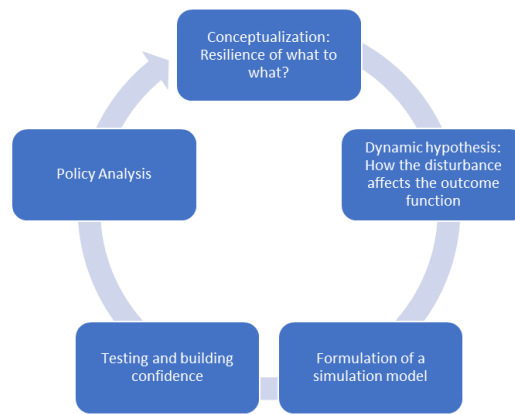 Conceptualization:
Resilience of what to
what?
Dynamic hypothesis:
How the disturbance
affects the outcome
function
Formulation of a
simulation model
Testing and building
confidence
Policy Analysis